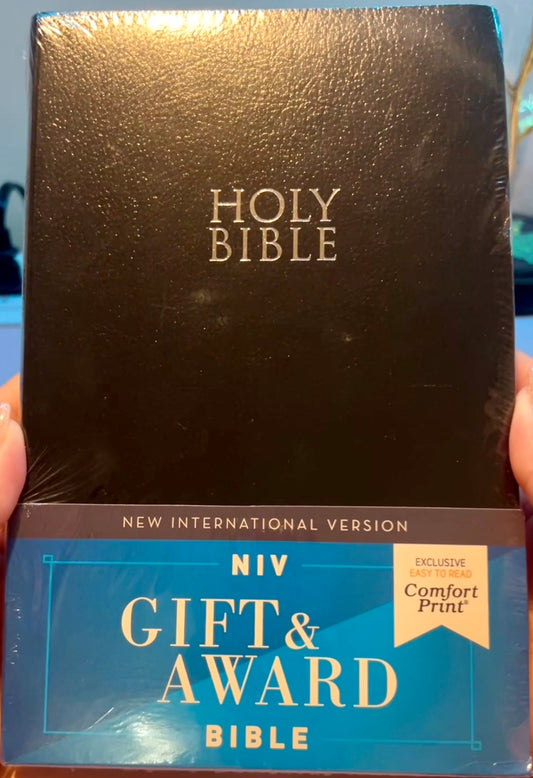 HOLY
BIBLE
NEW INTERNATIONAL VERSION
NIV
EXCLUSIVE
EASY TO READ
Comfort
Print®
GIFT &
AWARD
BIBLE